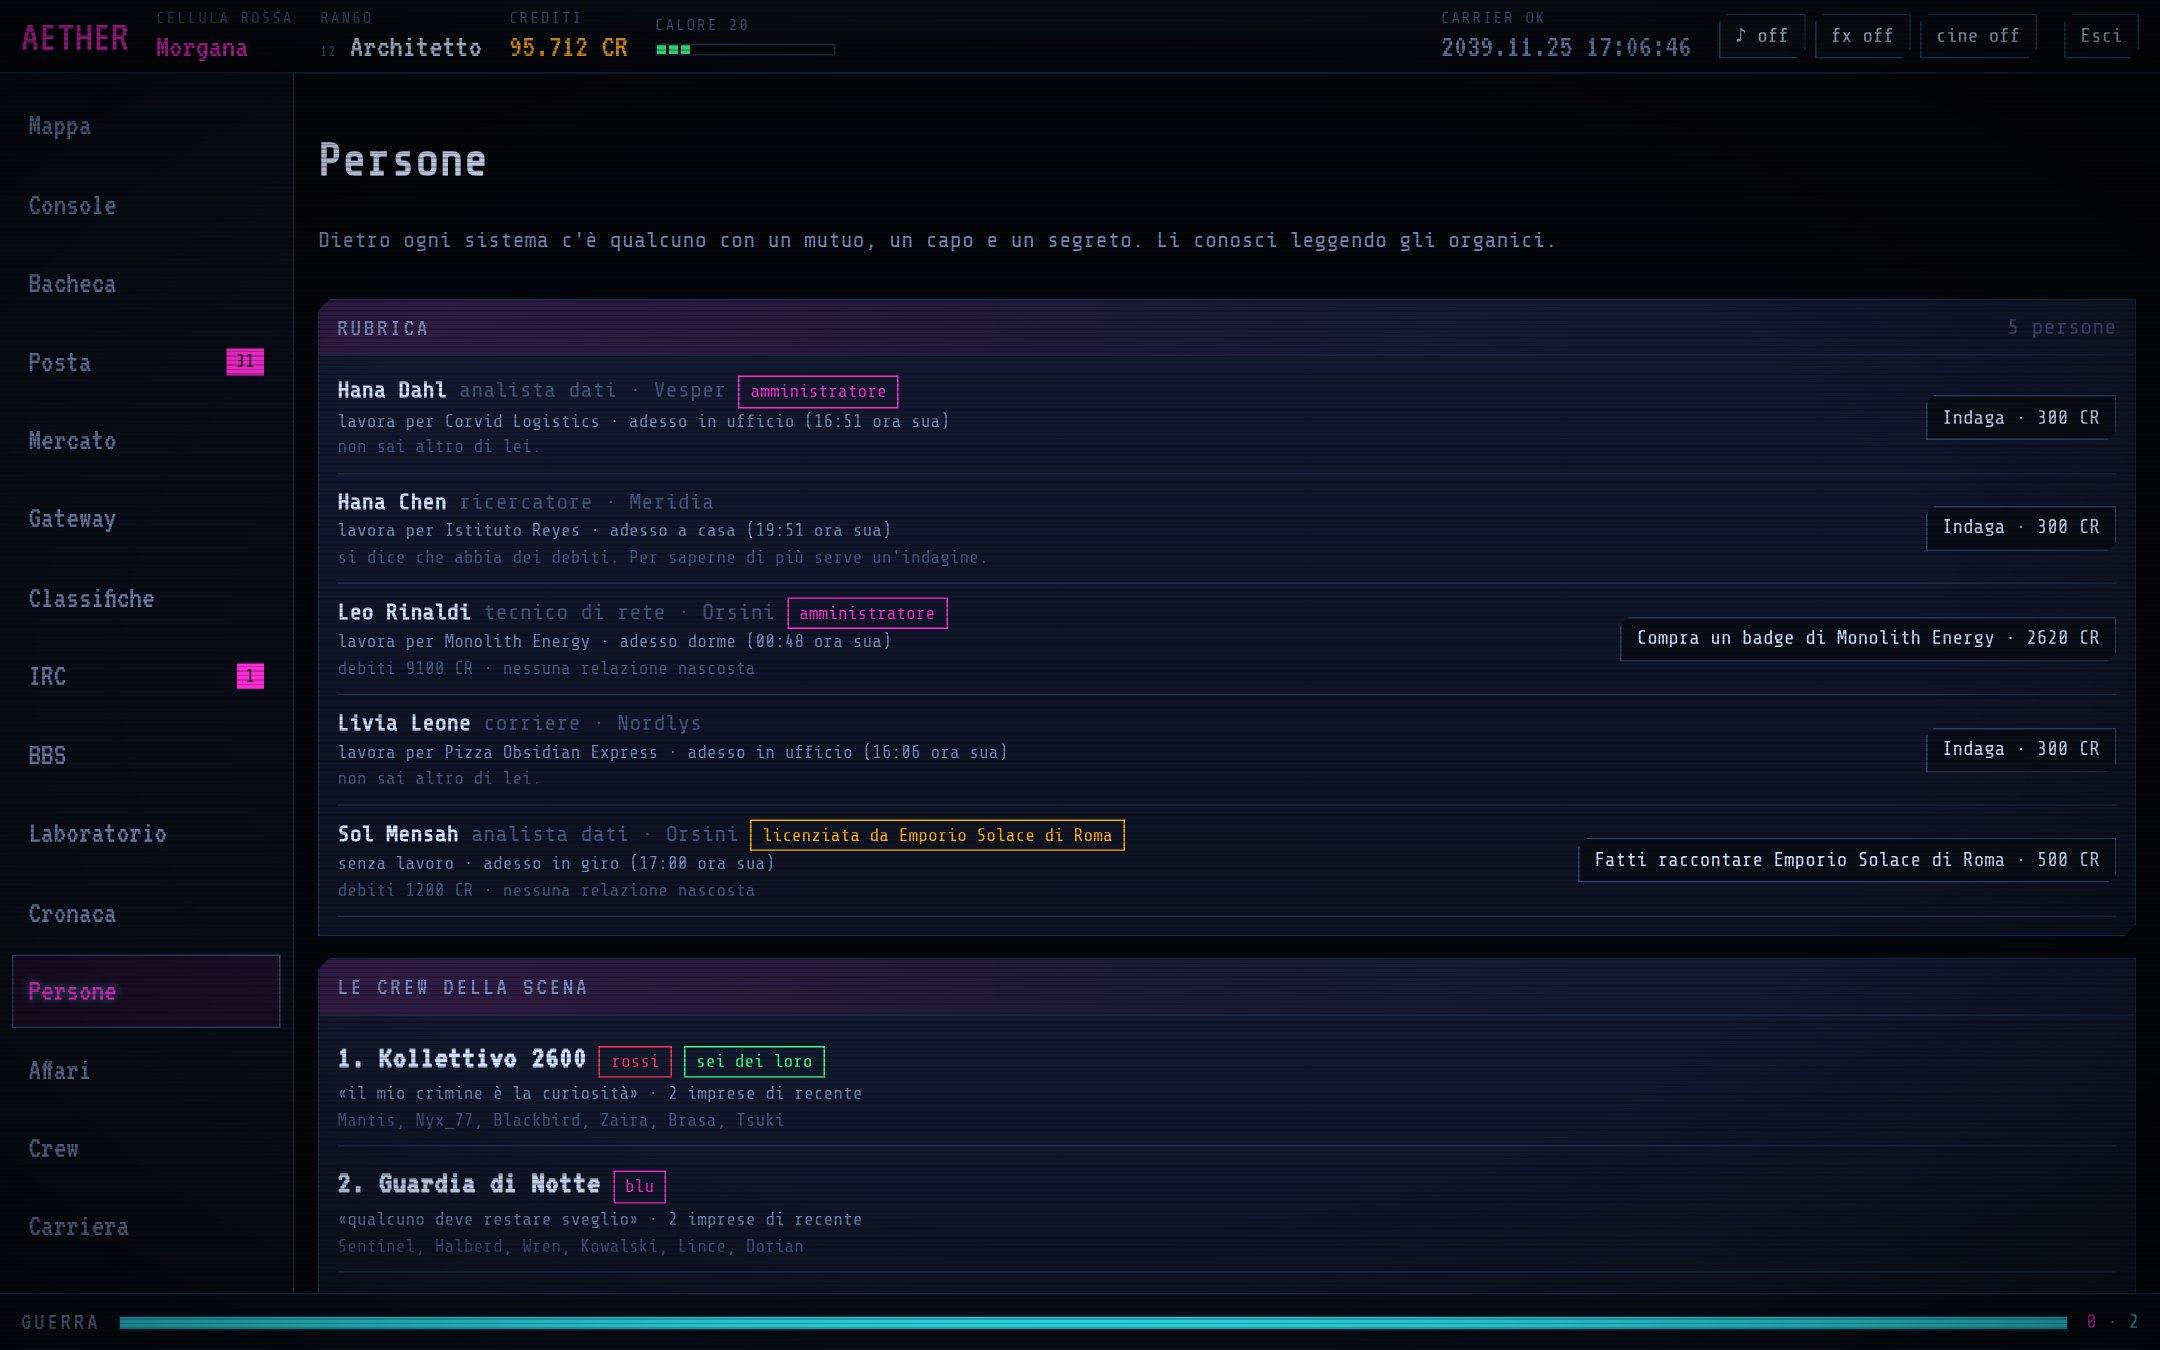 AETHER
CELLULA ROSSA
Morgana
RANGO
12 Architetto
CREDITI
95.712 CR
CALORE 20
CARRIER OK
2039.11.25 17:06:46
♪ off
fx off
cine off
Esci
Mappa
Console
Bacheca
Posta 31
Mercato
Gateway
Classifiche
IRC 1
BBS
Laboratorio
Cronaca
Persone
Affari
Crew
Carriera
Persone
Dietro ogni sistema c'è qualcuno con un mutuo, un capo e un segreto. Li conosci leggendo gli organici.
RUBRICA 5 persone
Hana Dahl analista dati · Vesper amministratore
lavora per Corvid Logistics · adesso in ufficio (16:51 ora sua)
non sai altro di lei.
Indaga · 300 CR
Hana Chen ricercatore · Meridia
lavora per Istituto Reyes · adesso a casa (19:51 ora sua)
si dice che abbia dei debiti. Per saperne di più serve un'indagine.
Indaga · 300 CR
Leo Rinaldi tecnico di rete · Orsini amministratore
lavora per Monolith Energy · adesso dorme (00:48 ora sua)
debiti 9100 CR · nessuna relazione nascosta
Compra un badge di Monolith Energy · 2620 CR
Livia Leone corriere · Nordlys
lavora per Pizza Obsidian Express · adesso in ufficio (16:06 ora sua)
non sai altro di lei.
Indaga · 300 CR
Sol Mensah analista dati · Orsini licenziata da Emporio Solace di Roma
senza lavoro · adesso in giro (17:00 ora sua)
debiti 1200 CR · nessuna relazione nascosta
Fatti raccontare Emporio Solace di Roma · 500 CR
LE CREW DELLA SCENA
1. Kollettivo 2600 rossi sei dei loro
«il mio crimine è la curiosità» · 2 imprese di recente
Mantis, Nyx_77, Blackbird, Zaira, Brasa, Tsuki
2. Guardia di Notte blu
«qualcuno deve restare sveglio» · 2 imprese di recente
Sentinel, Halberd, Wren, Kowalski, Lince, Dorian
GUERRA
0 · 2